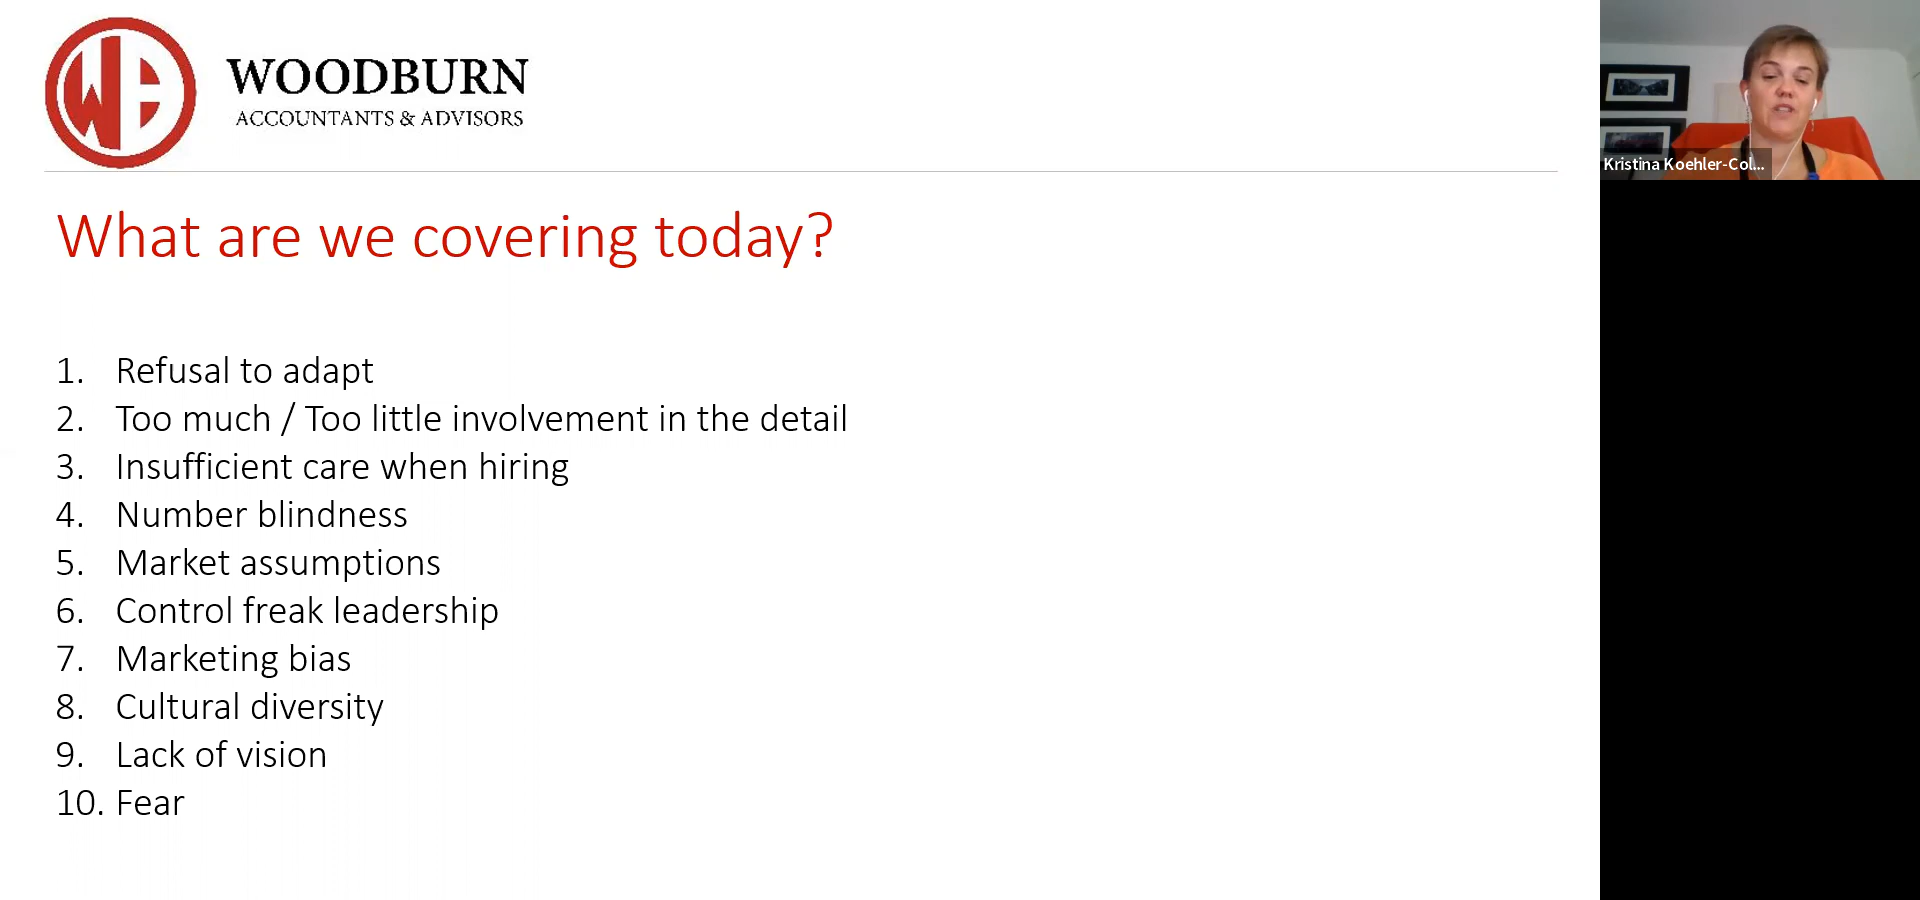 WOODBURN
ACCOUNTANTS & ADVISORS
Kristina Koehler-Col...
What are we covering today?
1. Refusal to adapt
2. Too much / Too little involvement in the detail
3. Insufficient care when hiring
4. Number blindness
5. Market assumptions
6. Control freak leadership
7. Marketing bias
8. Cultural diversity
9. Lack of vision
10. Fear